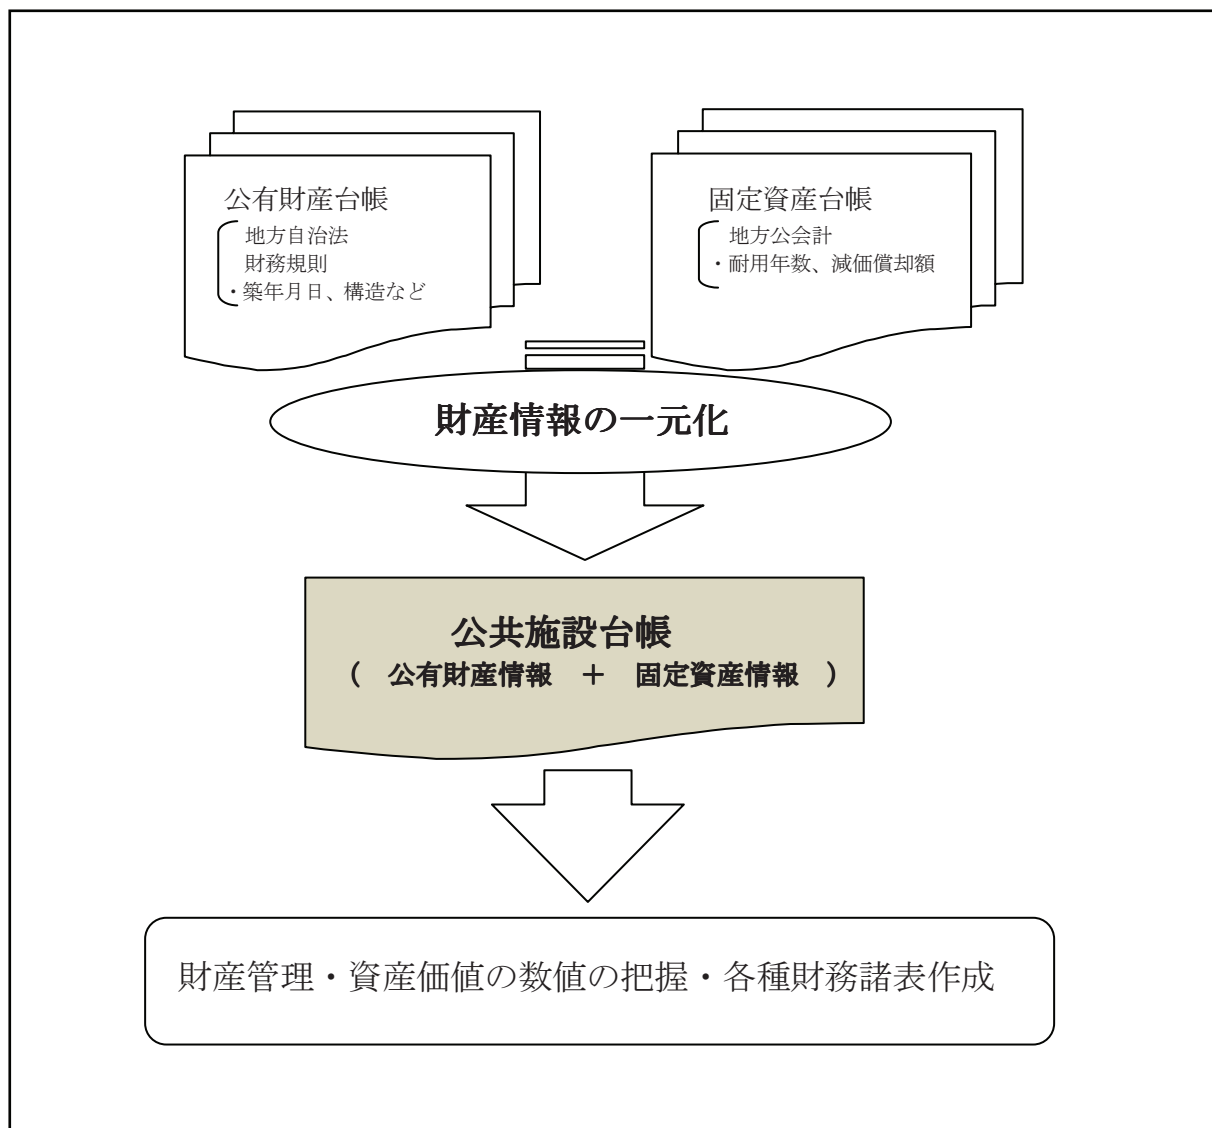 公有財産台帳
地方自治法
財務規則
・築年月日、構造など
固定資産台帳
地方公会計
・耐用年数、減価償却額
財産情報の一元化
公共施設台帳
（　公有財産情報　＋　固定資産情報　）
財産管理・資産価値の数値の把握・各種財務諸表作成